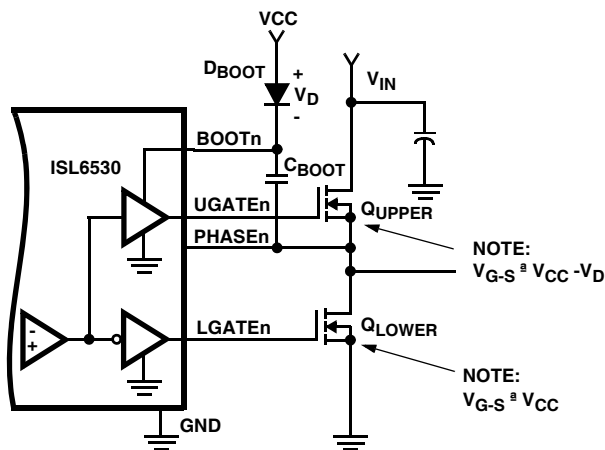 VCC
DBOOT
+
VD
-
VIN
BOOTn
ISL6530
CBOOT
UGATEn
QUPPER
PHASEn
NOTE:
VG-S ª VCC -VD
-
+
LGATEn
QLOWER
NOTE:
VG-S ª VCC
GND